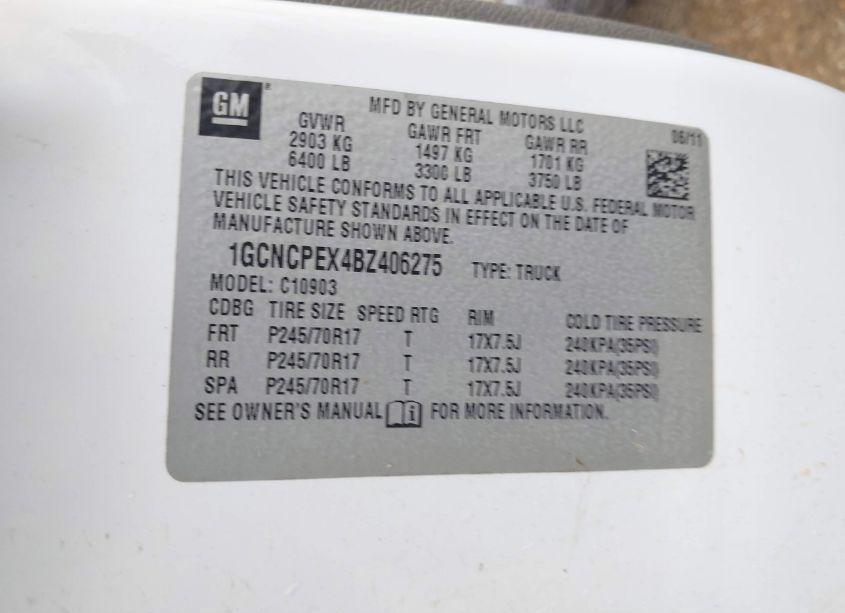 GM ®
MFD BY GENERAL MOTORS LLC 06/11
GVWR GAWR FRT GAWR RR
2903 KG 1497 KG 1701 KG
6400 LB 3300 LB 3750 LB
THIS VEHICLE CONFORMS TO ALL APPLICABLE U.S. FEDERAL MOTOR
VEHICLE SAFETY STANDARDS IN EFFECT ON THE DATE OF
MANUFACTURE SHOWN ABOVE.
1GCNCPEX4BZ406275 TYPE: TRUCK
MODEL: C10903
CDBG TIRE SIZE SPEED RTG RIM COLD TIRE PRESSURE
FRT P245/70R17 T 17X7.5J 240KPA(35PSI)
RR P245/70R17 T 17X7.5J 240KPA(35PSI)
SPA P245/70R17 T 17X7.5J 240KPA(35PSI)
SEE OWNER'S MANUAL i FOR MORE INFORMATION.